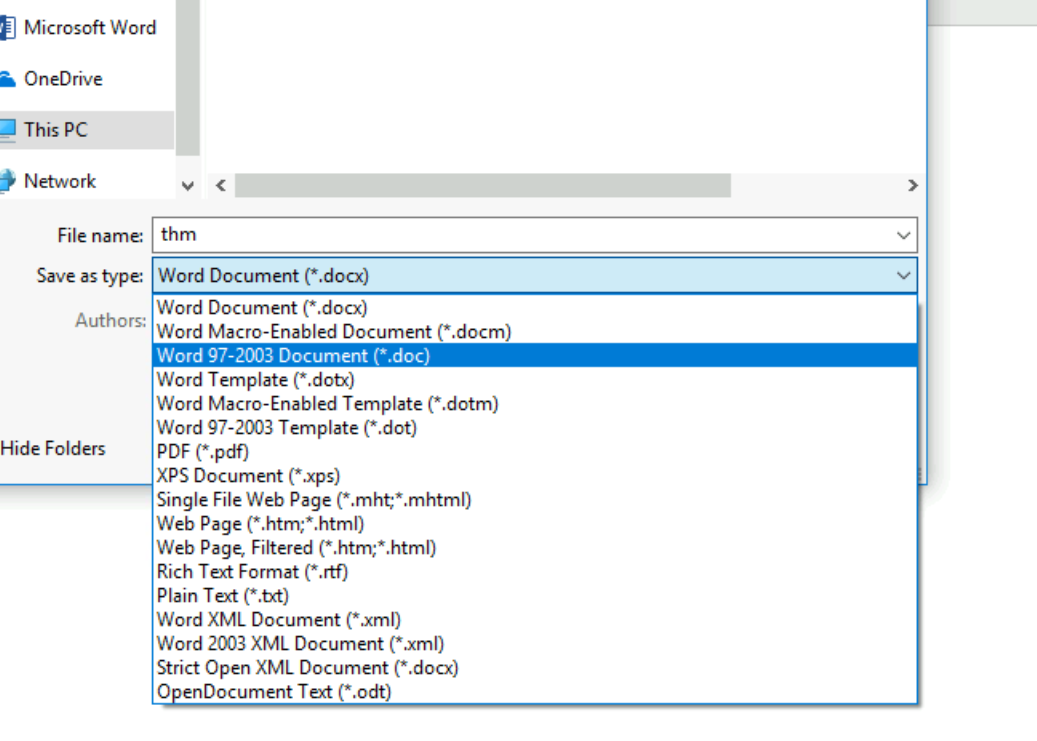 Microsoft Word
OneDrive
This PC
Network
File name: thm
Save as type: Word Document (*.docx)
Authors:
Word Document (*.docx)
Word Macro-Enabled Document (*.docm)
Word 97-2003 Document (*.doc)
Word Template (*.dotx)
Word Macro-Enabled Template (*.dotm)
Word 97-2003 Template (*.dot)
Hide Folders
PDF (*.pdf)
XPS Document (*.xps)
Single File Web Page (*.mht;*.mhtml)
Web Page (*.htm;*.html)
Web Page, Filtered (*.htm;*.html)
Rich Text Format (*.rtf)
Plain Text (*.txt)
Word XML Document (*.xml)
Word 2003 XML Document (*.xml)
Strict Open XML Document (*.docx)
OpenDocument Text (*.odt)